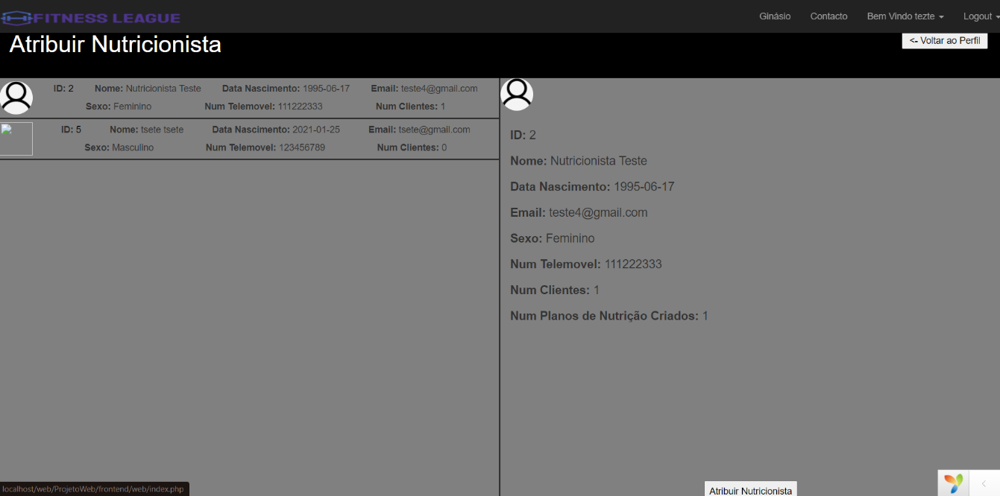 FITNESS LEAGUE
Ginásio Contacto Bem Vindo tezte Logout
Atribuir Nutricionista
<- Voltar ao Perfil
ID: 2 Nome: Nutricionista Teste Data Nascimento: 1995-06-17 Email: teste4@gmail.com
Sexo: Feminino Num Telemovel: 111222333 Num Clientes: 1
ID: 5 Nome: tsete tsete Data Nascimento: 2021-01-25 Email: tsete@gmail.com
Sexo: Masculino Num Telemovel: 123456789 Num Clientes: 0
ID: 2
Nome: Nutricionista Teste
Data Nascimento: 1995-06-17
Email: teste4@gmail.com
Sexo: Feminino
Num Telemovel: 111222333
Num Clientes: 1
Num Planos de Nutrição Criados: 1
Atribuir Nutricionista
localhost/web/ProjetoWeb/frontend/web/index.php